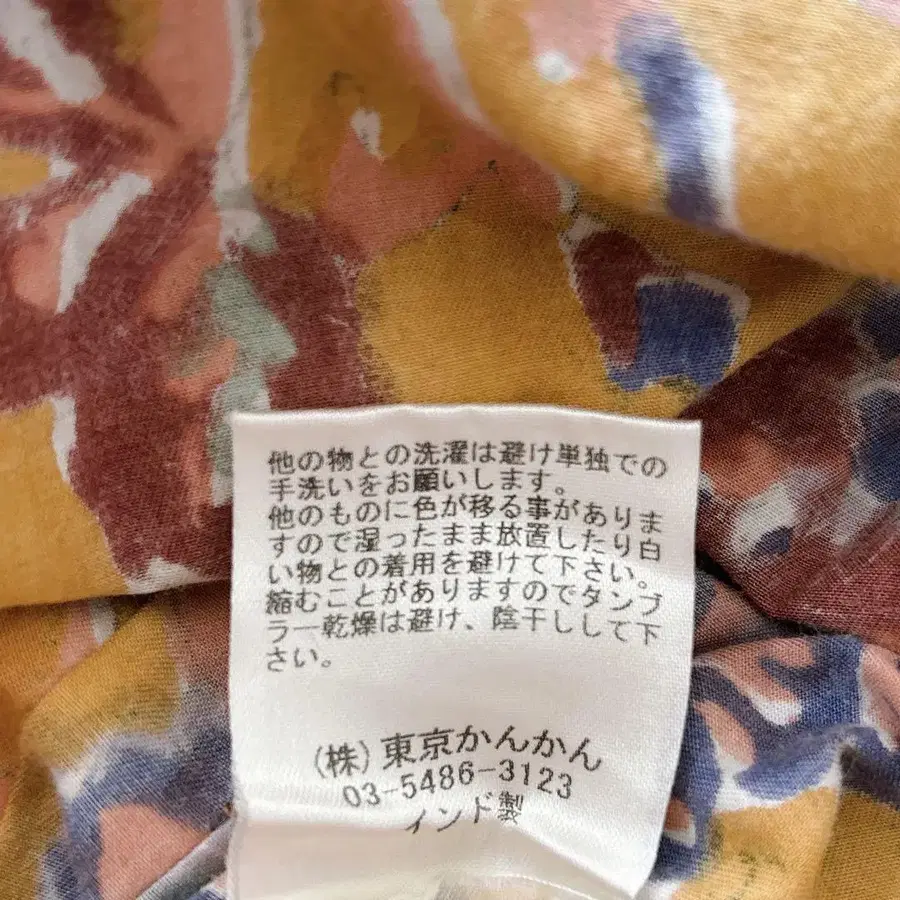 他の物との洗濯は避け単独での
手洗いをお願いします。
他のものに色が移る事がありま
すので湿ったまま放置したり白
い物との着用を避けて下さい。
縮むことがありますのでタンブ
ラー乾燥は避け、陰干しして下
さい。
(株)東京かんかん
03-5486-3123
インド製